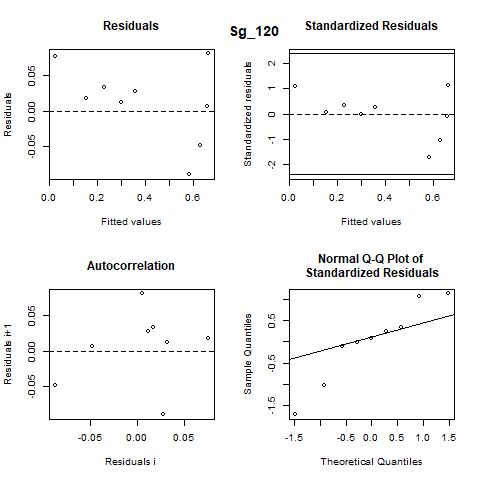 Sg_120
Residuals
Residuals
0.05
0.00
-0.05
0.0 0.2 0.4 0.6
Fitted values
Standardized Residuals
Standardized residuals
2
1
0
-1
-2
0.0 0.2 0.4 0.6
Fitted values
Autocorrelation
Residuals i+1
0.05
0.00
-0.05
-0.05 0.00 0.05
Residuals i
Normal Q-Q Plot of
Standardized Residuals
Sample Quantiles
0.5
-0.5
-1.5
-1.5 -0.5 0.0 0.5 1.0 1.5
Theoretical Quantiles